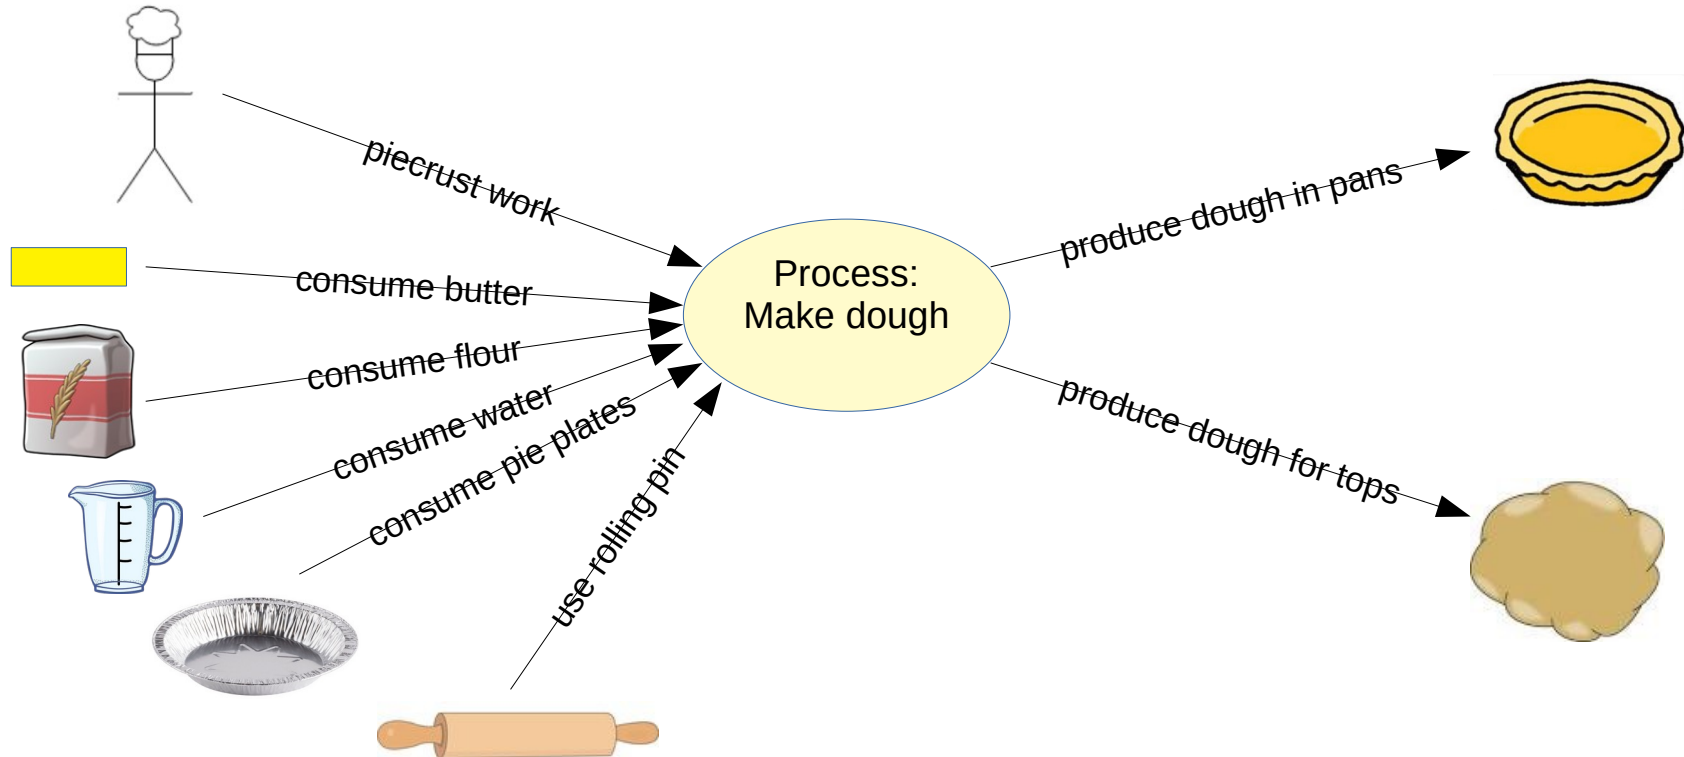 piecrust work
consume butter
consume flour
consume water
consume pie plates
use rolling pin
Process:
Make dough
produce dough in pans
produce dough for tops